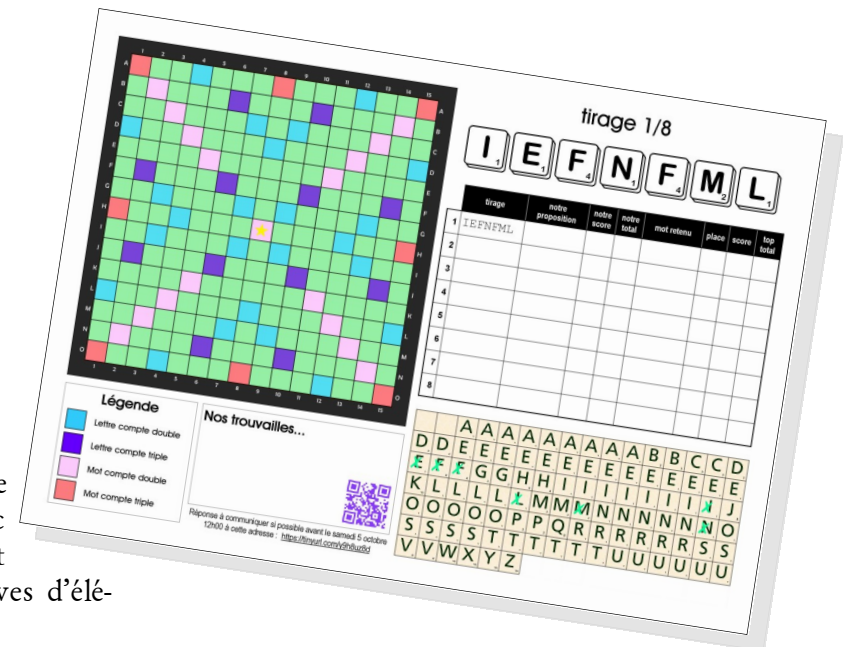 tirage 1/8
I E F N F M L
tirage
notre proposition
notre score
notre total
mot retenu
place
score
top total
1 IEFNFML
2
3
4
5
6
7
8
Légende
Lettre compte double
Lettre compte triple
Mot compte double
Mot compte triple
Nos trouvailles...
Réponse à communiquer si possible avant le samedi 5 octobre
12h00 à cette adresse :
A A A A A A A A A B B C C D
D D E E E E E E E E E E E E
E F F G G H H I I I I I I I J
K L L L L L M M M N N N N N N O
O O O O O P P Q R R R R R R S S
S S S S T T T T T T U U U U U U
V V W X Y Z
e
c
t
ves d'élé-